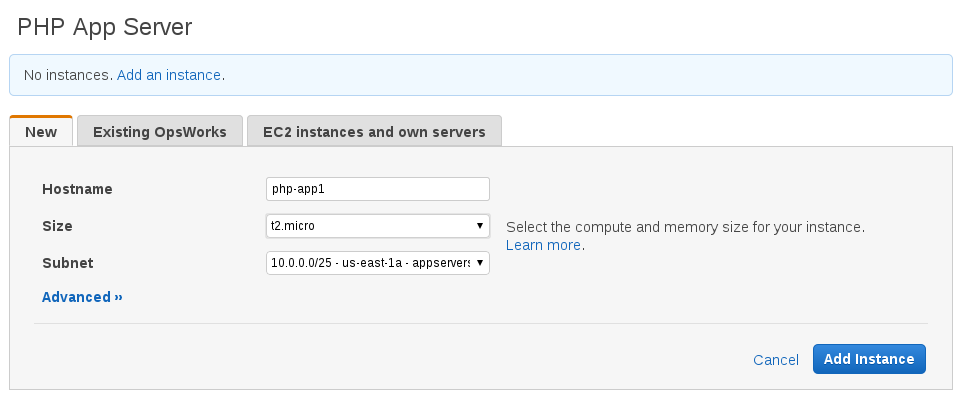 PHP App Server
No instances. Add an instance.
New Existing OpsWorks EC2 instances and own servers
Hostname php-app1
Size t2.micro Select the compute and memory size for your instance.
Learn more.
Subnet 10.0.0.0/25 - us-east-1a - appservers
Advanced »
Cancel Add Instance